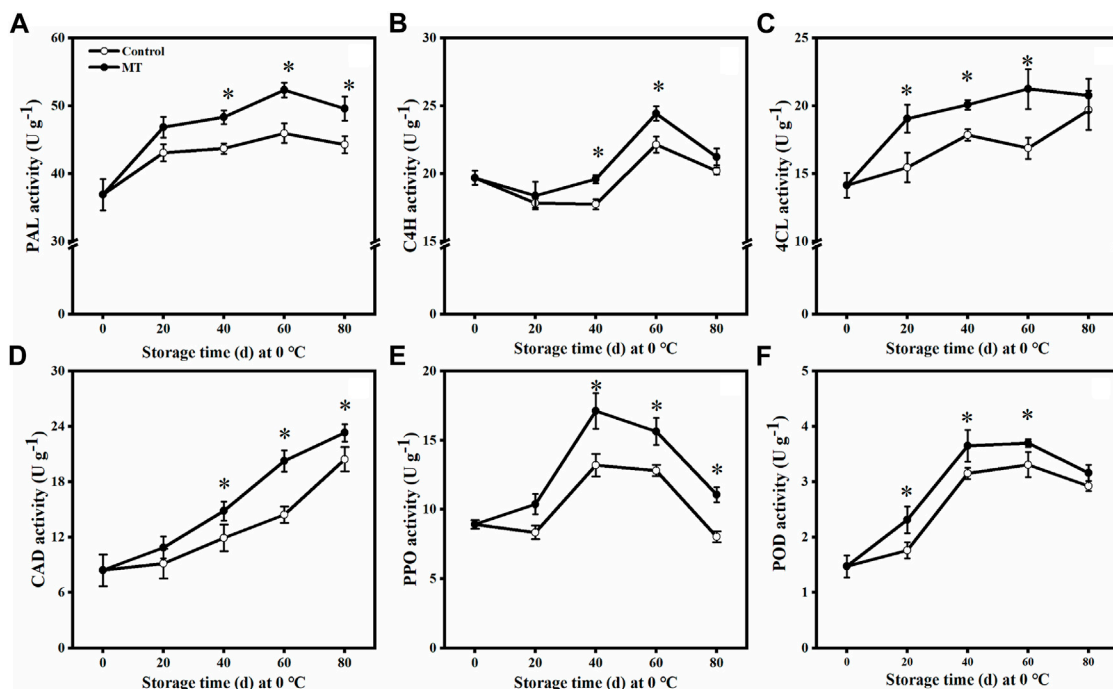 A
PAL activity (U g-1)
60
50
40
30
0
Control
MT
*
*
*
0 20 40 60 80
Storage time (d) at 0 ℃
B
C4H activity (U g-1)
30
25
20
15
0
*
*
0 20 40 60 80
Storage time (d) at 0 ℃
C
4CL activity (U g-1)
25
20
15
10
0
*
*
*
0 20 40 60 80
Storage time (d) at 0 ℃
D
CAD activity (U g-1)
30
24
18
12
6
0
*
*
*
0 20 40 60 80
Storage time (d) at 0 ℃
E
PPO activity (U g-1)
20
15
10
5
0
*
*
*
0 20 40 60 80
Storage time (d) at 0 ℃
F
POD activity (U g-1)
5
4
3
2
1
0
*
*
*
0 20 40 60 80
Storage time (d) at 0 ℃